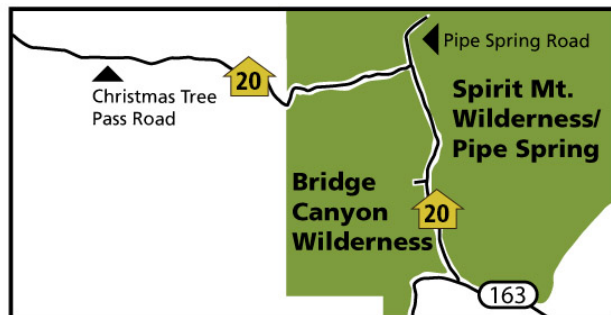 Pipe Spring Road
20
Christmas Tree
Pass Road
Spirit Mt.
Wilderness/
Pipe Spring
Bridge
Canyon
Wilderness
20
163